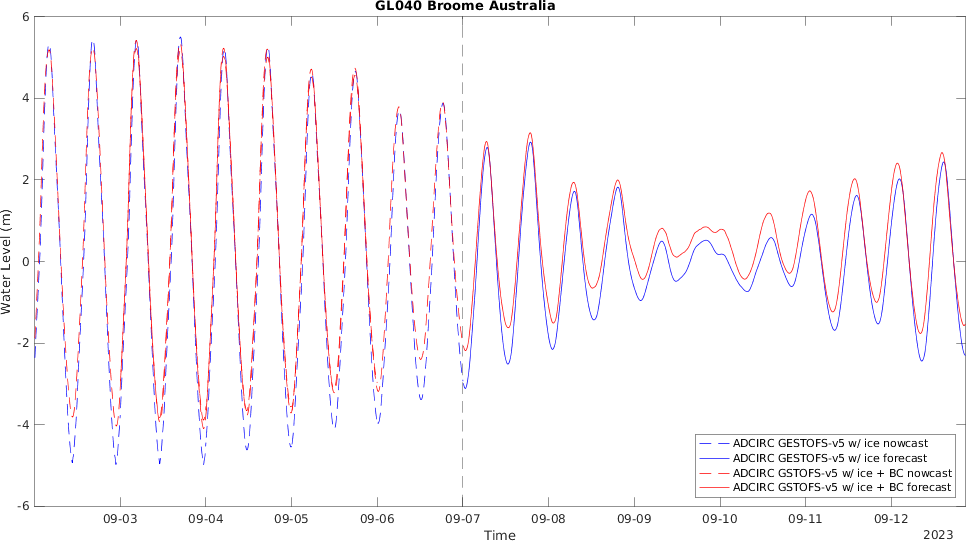 GL040 Broome Australia
6
4
2
0
-2
-4
-6
Water Level (m)
09-03
09-04
09-05
09-06
09-07
09-08
09-09
09-10
09-11
09-12
Time
2023
ADCIRC GESTOFS-v5 w/ ice nowcast
ADCIRC GESTOFS-v5 w/ ice forecast
ADCIRC GSTOFS-v5 w/ ice + BC nowcast
ADCIRC GSTOFS-v5 w/ ice + BC forecast